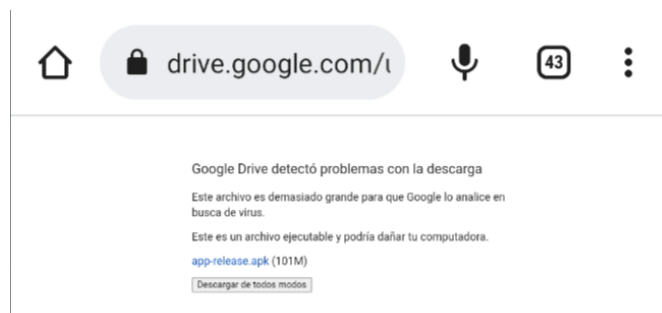 drive.google.com/u
43
Google Drive detectó problemas con la descarga
Este archivo es demasiado grande para que Google lo analice en
busca de virus.
Este es un archivo ejecutable y podría dañar tu computadora.
app-release.apk (101M)
Descargar de todos modos